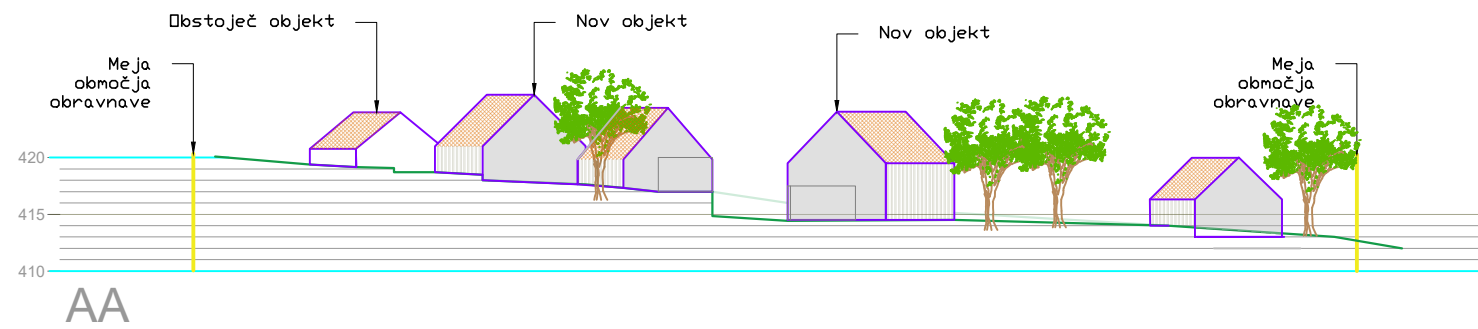 Obstoječ objekt
Nov objekt
Nov objekt
Meja
območja
obravnave
Meja
območja
obravnave
420
415
410
AA